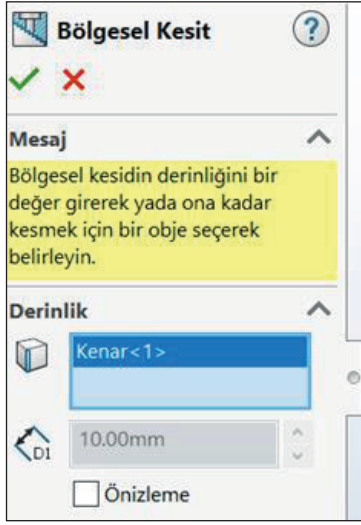 Bölgesel Kesit
?
Mesaj
Bölgesel kesidin derinliğini bir
değer girerek yada ona kadar
kesmek için bir obje seçerek
belirleyin.
Derinlik
Kenar<1>
D1
10.00mm
Önizleme